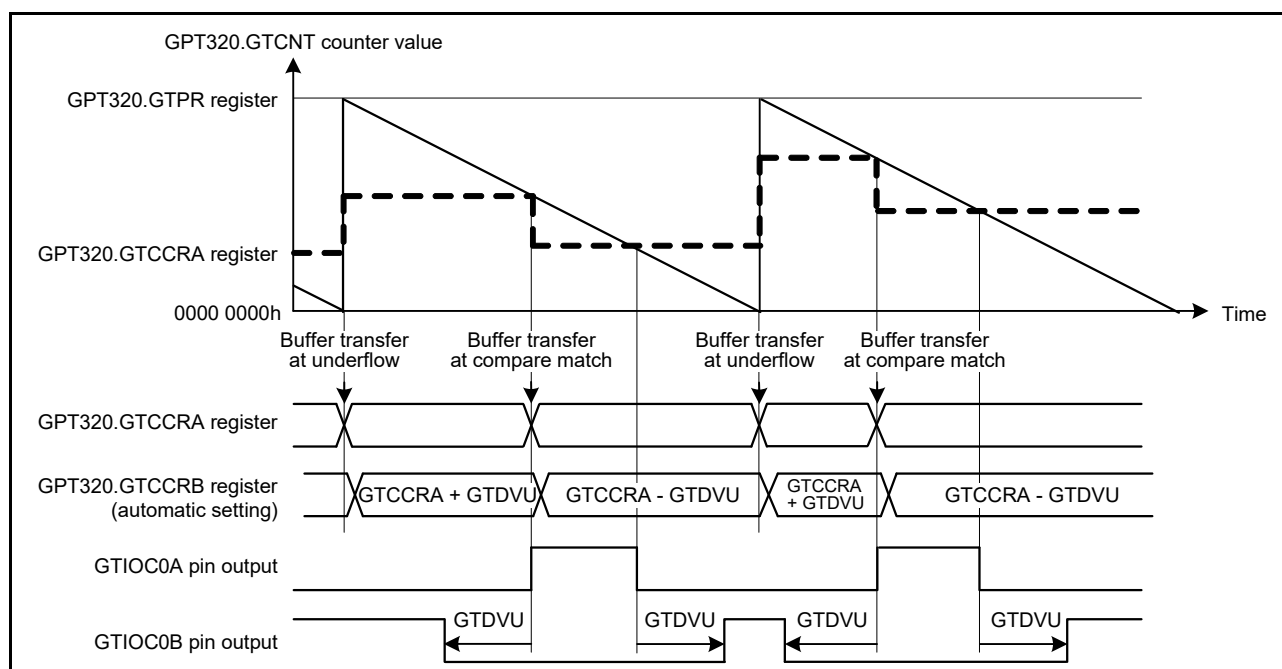 GPT320.GTCNT counter value
GPT320.GTPR register
GPT320.GTCCRA register
0000 0000h
Time
Buffer transfer
at underflow
Buffer transfer
at compare match
Buffer transfer
at underflow
Buffer transfer
at compare match
GPT320.GTCCRA register
GPT320.GTCCRB register
(automatic setting)
GTCCRA + GTDVU
GTCCRA - GTDVU
GTCCRA
+ GTDVU
GTCCRA - GTDVU
GTIOC0A pin output
GTIOC0B pin output
GTDVU
GTDVU
GTDVU
GTDVU